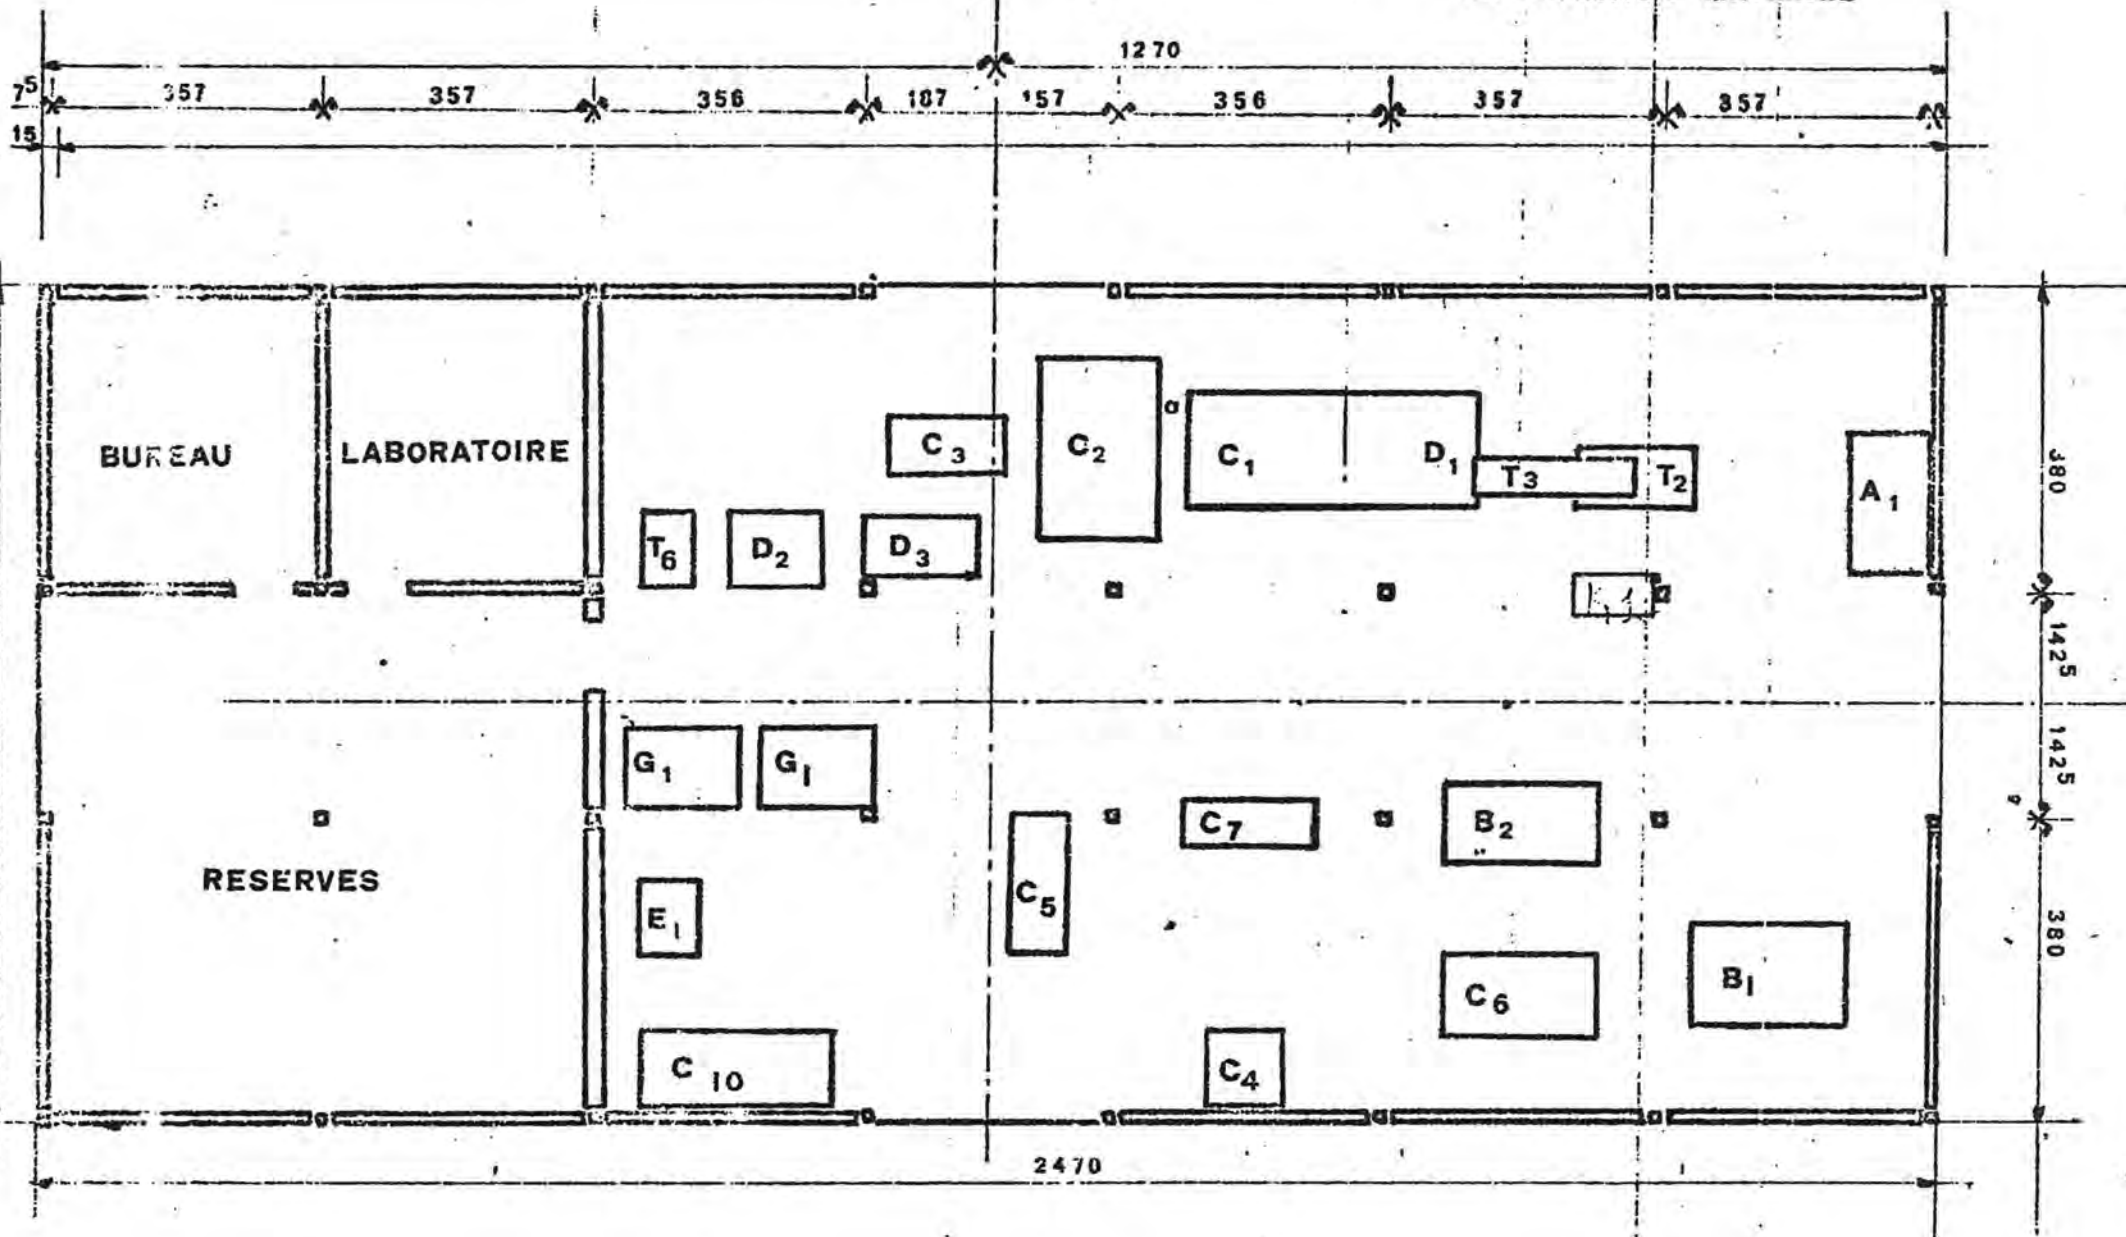 1270
7⁵ 357 357 356 187 157 356 357 357
15
BUREAU LABORATOIRE C3 C2 a C1 D1 T3 T2 A1 380
T6 D2 D3
142⁵
G1 G1 142⁵
C7 B2
RESERVES E1 C5 380
C6 B1
C10 C4
2470